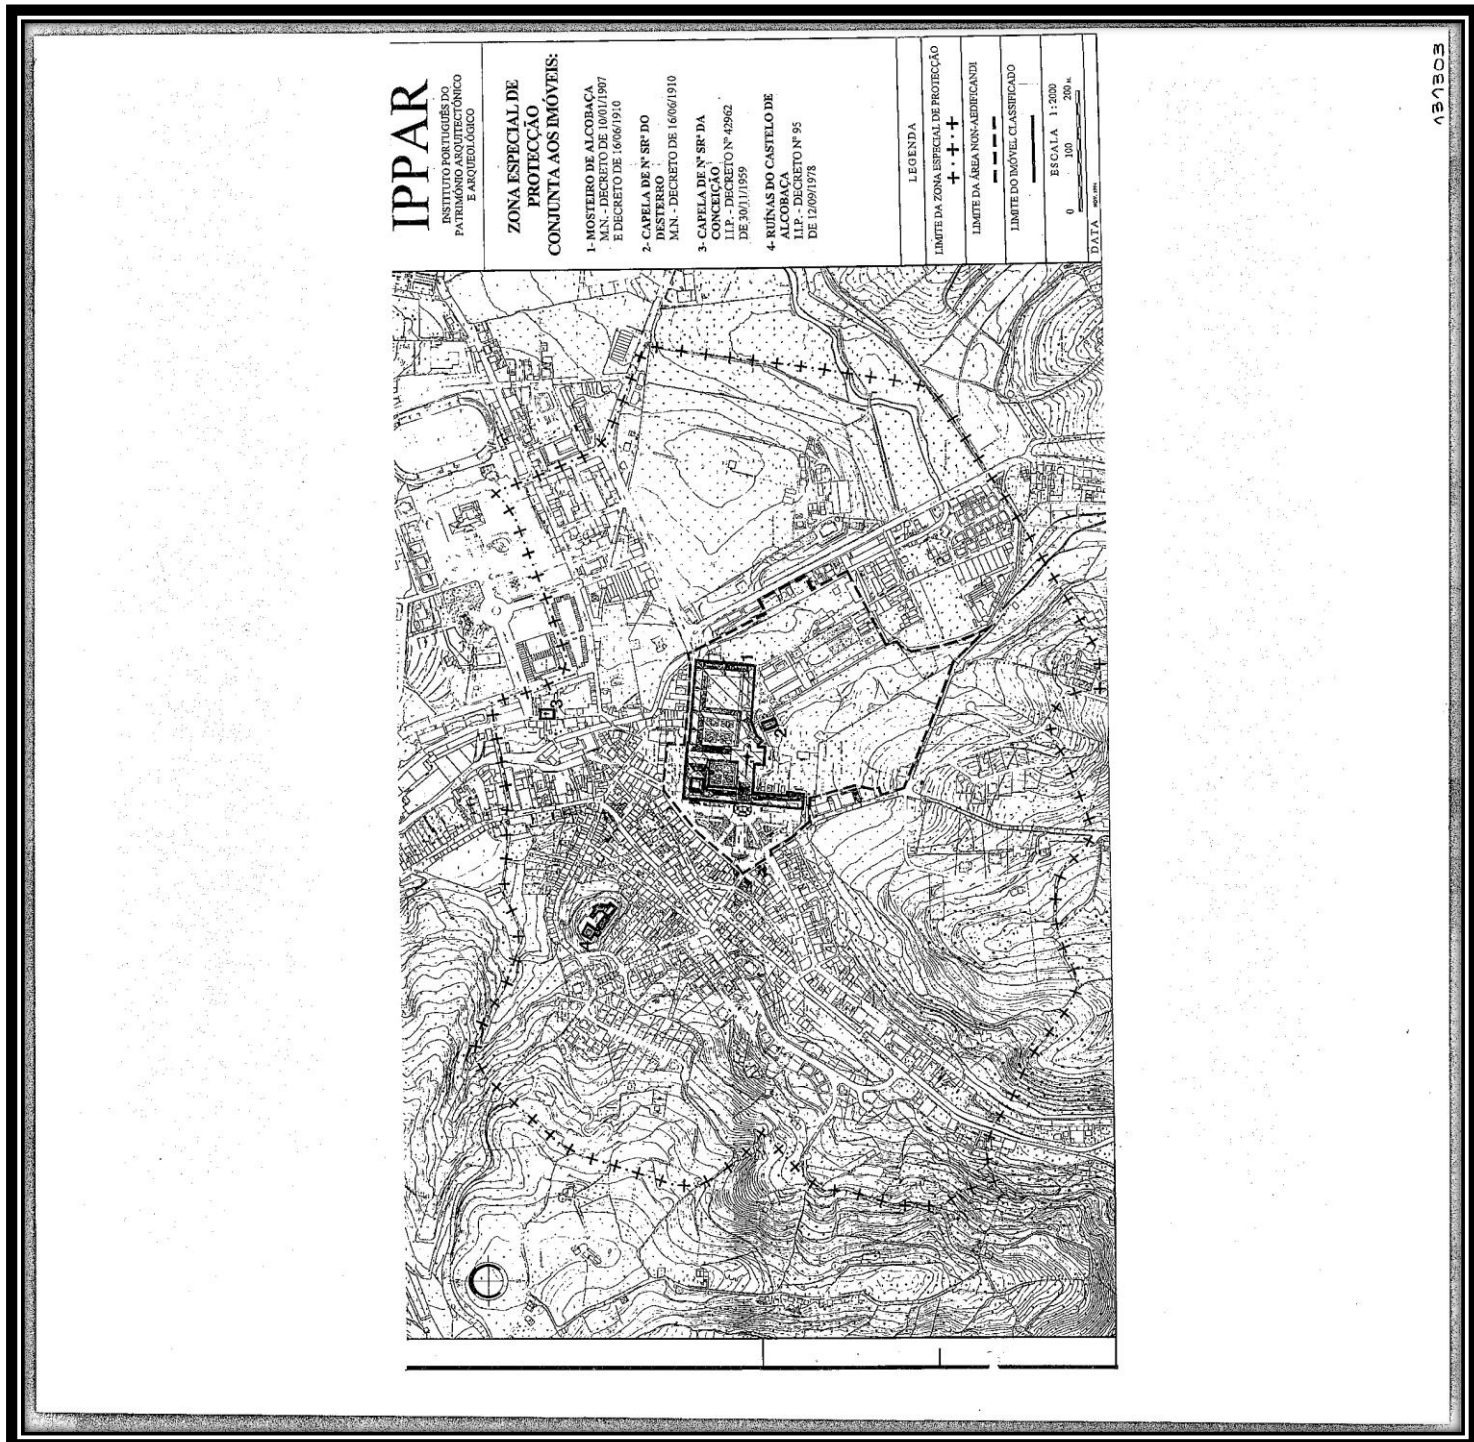 IPPAR
INSTITUTO PORTUGUÊS DO
PATRIMÓNIO ARQUITECTÓNICO
E ARQUEOLÓGICO
ZONA ESPECIAL DE
PROTECÇÃO
CONJUNTA AOS IMÓVEIS:
1- MOSTEIRO DE ALCOBAÇA
M.N. - DECRETO DE 10/01/1907
E DECRETO DE 16/06/1910
2- CAPELA DE Nª SRª DO
DESTERRO
M.N. - DECRETO DE 16/06/1910
3- CAPELA DE Nª SRª DA
CONCEIÇÃO
I.I.P. - DECRETO Nº 42962
DE 30/11/1959
4- RUÍNAS DO CASTELO DE
ALCOBAÇA
I.I.P. - DECRETO Nº 95
DE 12/09/1978
LEGENDA
LIMITE DA ZONA ESPECIAL DE PROTECÇÃO
LIMITE DA ÁREA NON-AEDIFICANDI
LIMITE DO IMÓVEL CLASSIFICADO
ESCALA 1:2000
0 100 200 M.
DATA
131303
1
2
3
4